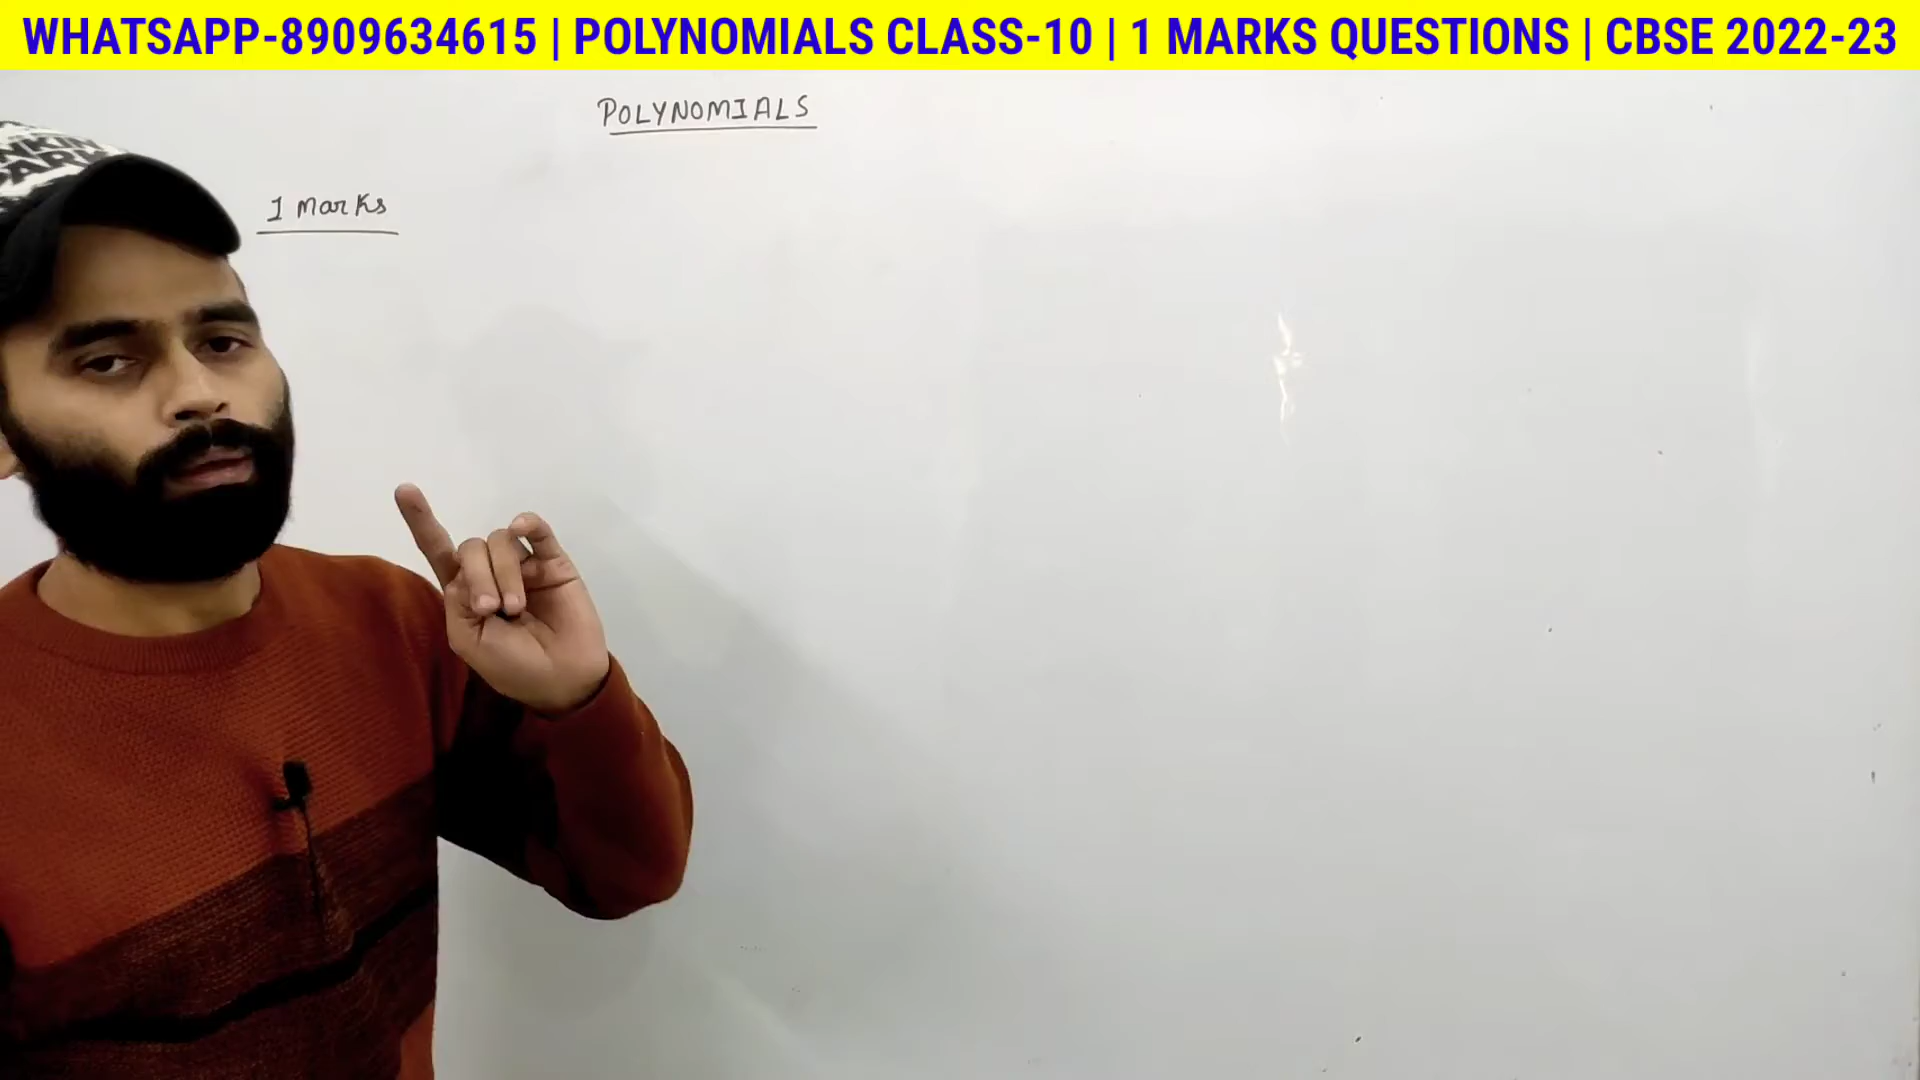 WHATSAPP-8909634615 | POLYNOMIALS CLASS-10 | 1 MARKS QUESTIONS | CBSE 2022-23
POLYNOMIALS
1 Marks